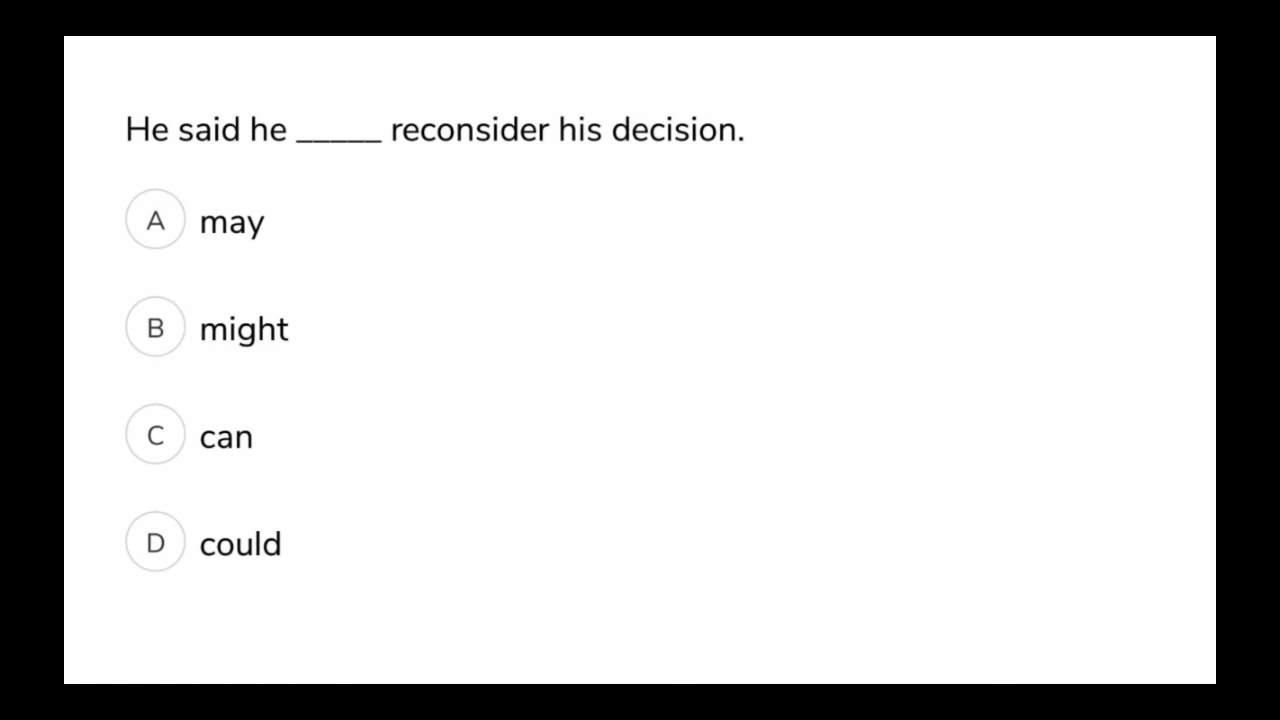 He said he _____ reconsider his decision.
A may
B might
C can
D could